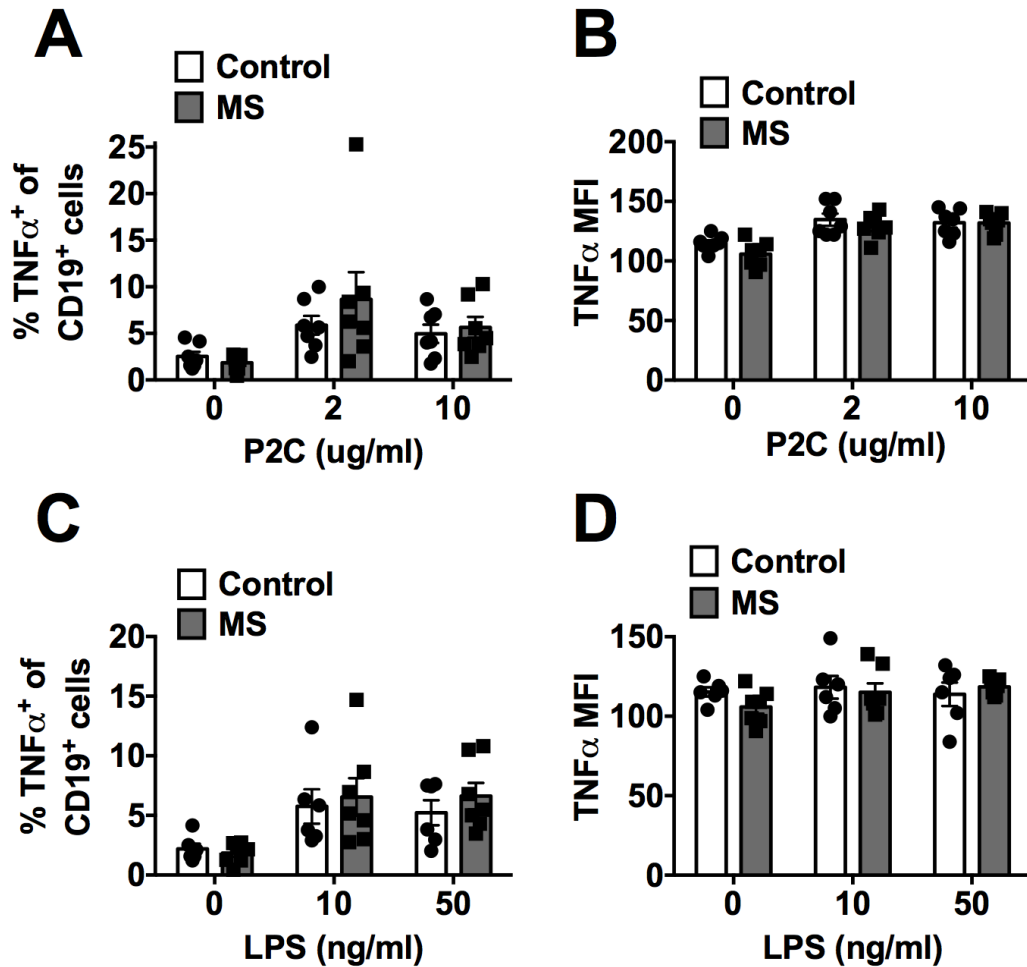 A
Control
MS
% TNFα⁺ of
CD19⁺ cells
25
20
15
10
5
0
0 2 10
P2C (ug/ml)
B
Control
MS
TNFα MFI
200
150
100
50
0
0 2 10
P2C (ug/ml)
C
Control
MS
% TNFα⁺ of
CD19⁺ cells
20
15
10
5
0
0 10 50
LPS (ng/ml)
D
Control
MS
TNFα MFI
150
100
50
0
0 10 50
LPS (ng/ml)